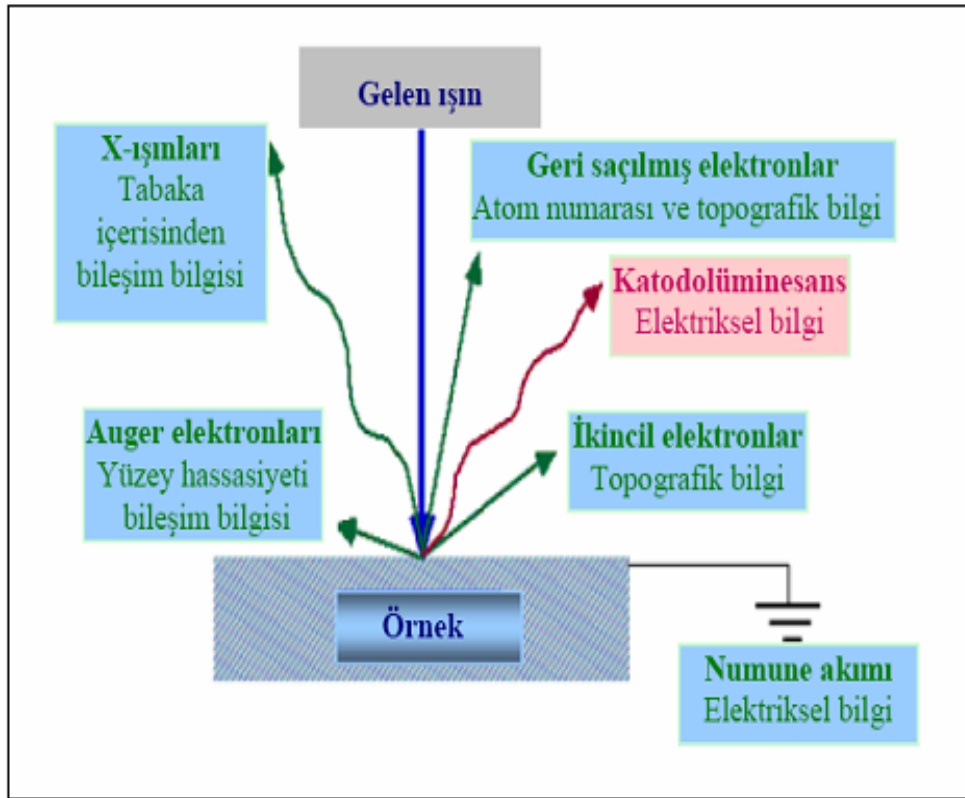 Gelen ışın
X-ışınları
Tabaka
içerisinden
bileşim bilgisi
Geri saçılmış elektronlar
Atom numarası ve topografik bilgi
Katodolüminesans
Elektriksel bilgi
Auger elektronları
Yüzey hassasiyeti
bileşim bilgisi
İkincil elektronlar
Topografik bilgi
Örnek
Numune akımı
Elektriksel bilgi